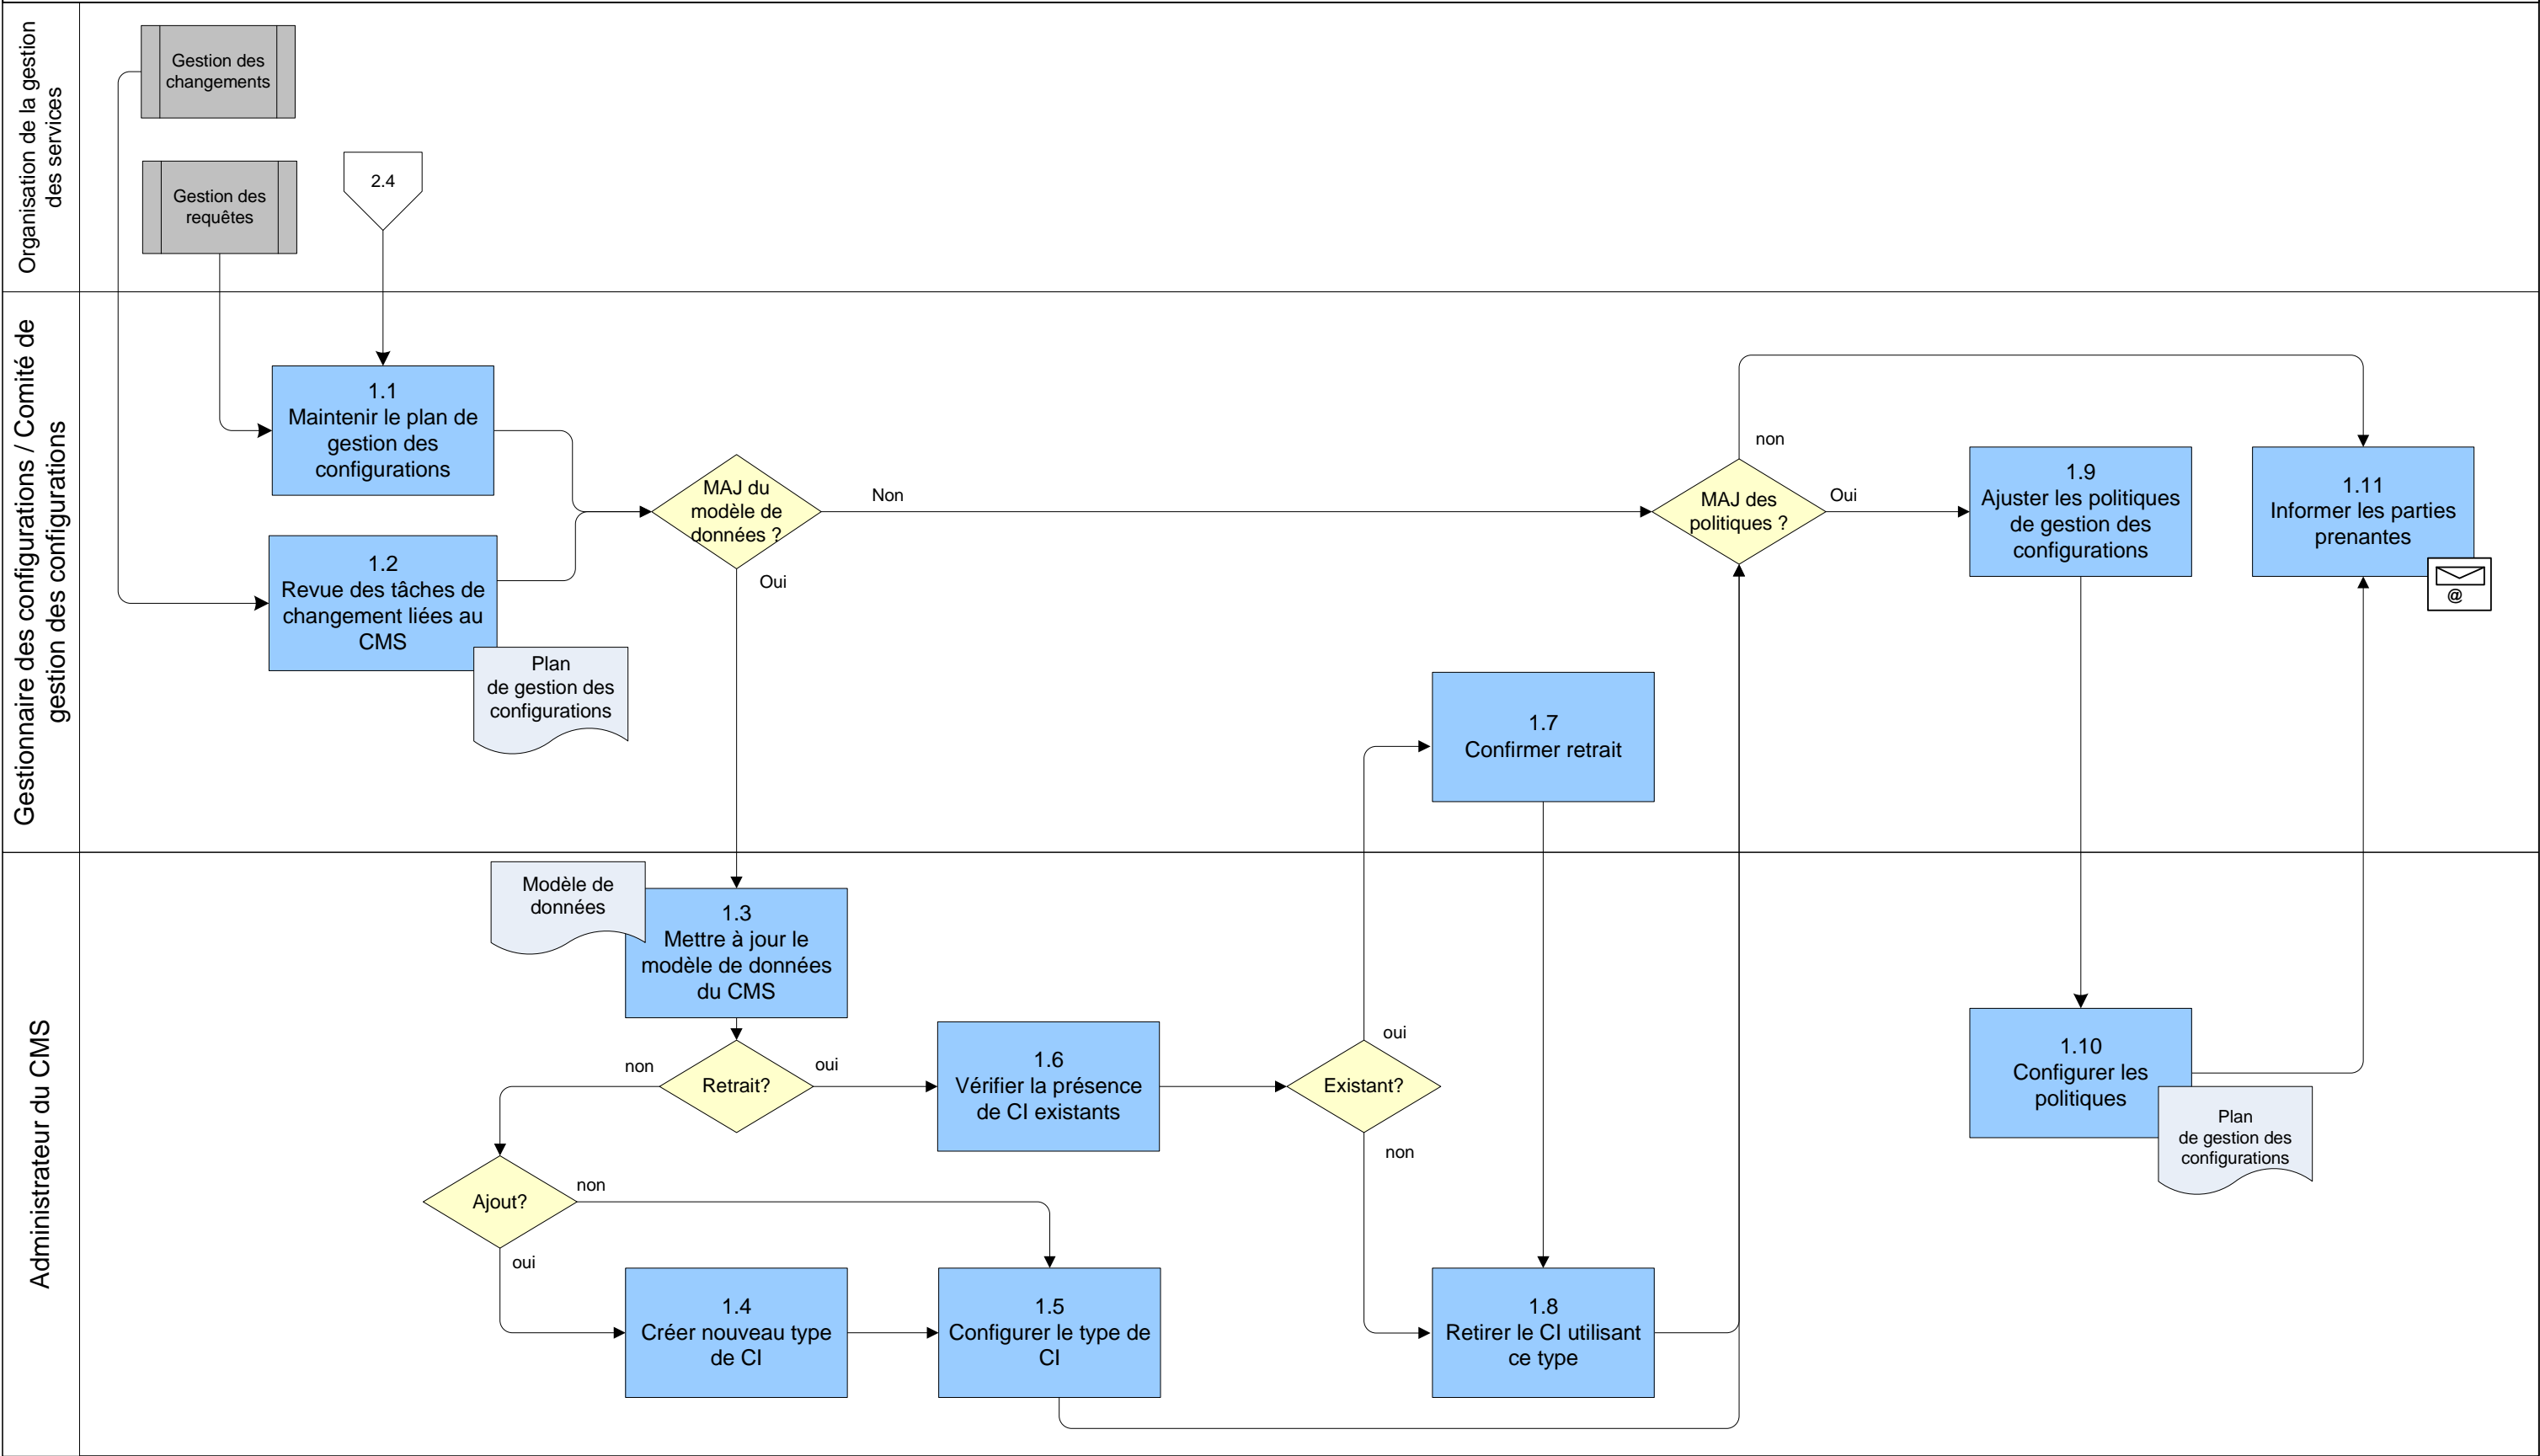 Organisation de la gestion
des services
Gestion des
changements
Gestion des
requêtes
2.4
Gestionnaire des configurations / Comité de
gestion des configurations
1.1
Maintenir le plan de
gestion des
configurations
1.2
Revue des tâches de
changement liées au
CMS
Plan
de gestion des
configurations
MAJ du
modèle de
données ?
Non
Oui
MAJ des
politiques ?
non
Oui
1.9
Ajuster les politiques
de gestion des
configurations
1.11
Informer les parties
prenantes
@
1.7
Confirmer retrait
Administrateur du CMS
Modèle de
données
1.3
Mettre à jour le
modèle de données
du CMS
non
Retrait?
oui
1.6
Vérifier la présence
de CI existants
Existant?
oui
non
Ajout?
non
oui
1.4
Créer nouveau type
de CI
1.5
Configurer le type de
CI
1.8
Retirer le CI utilisant
ce type
1.10
Configurer les
politiques
Plan
de gestion des
configurations